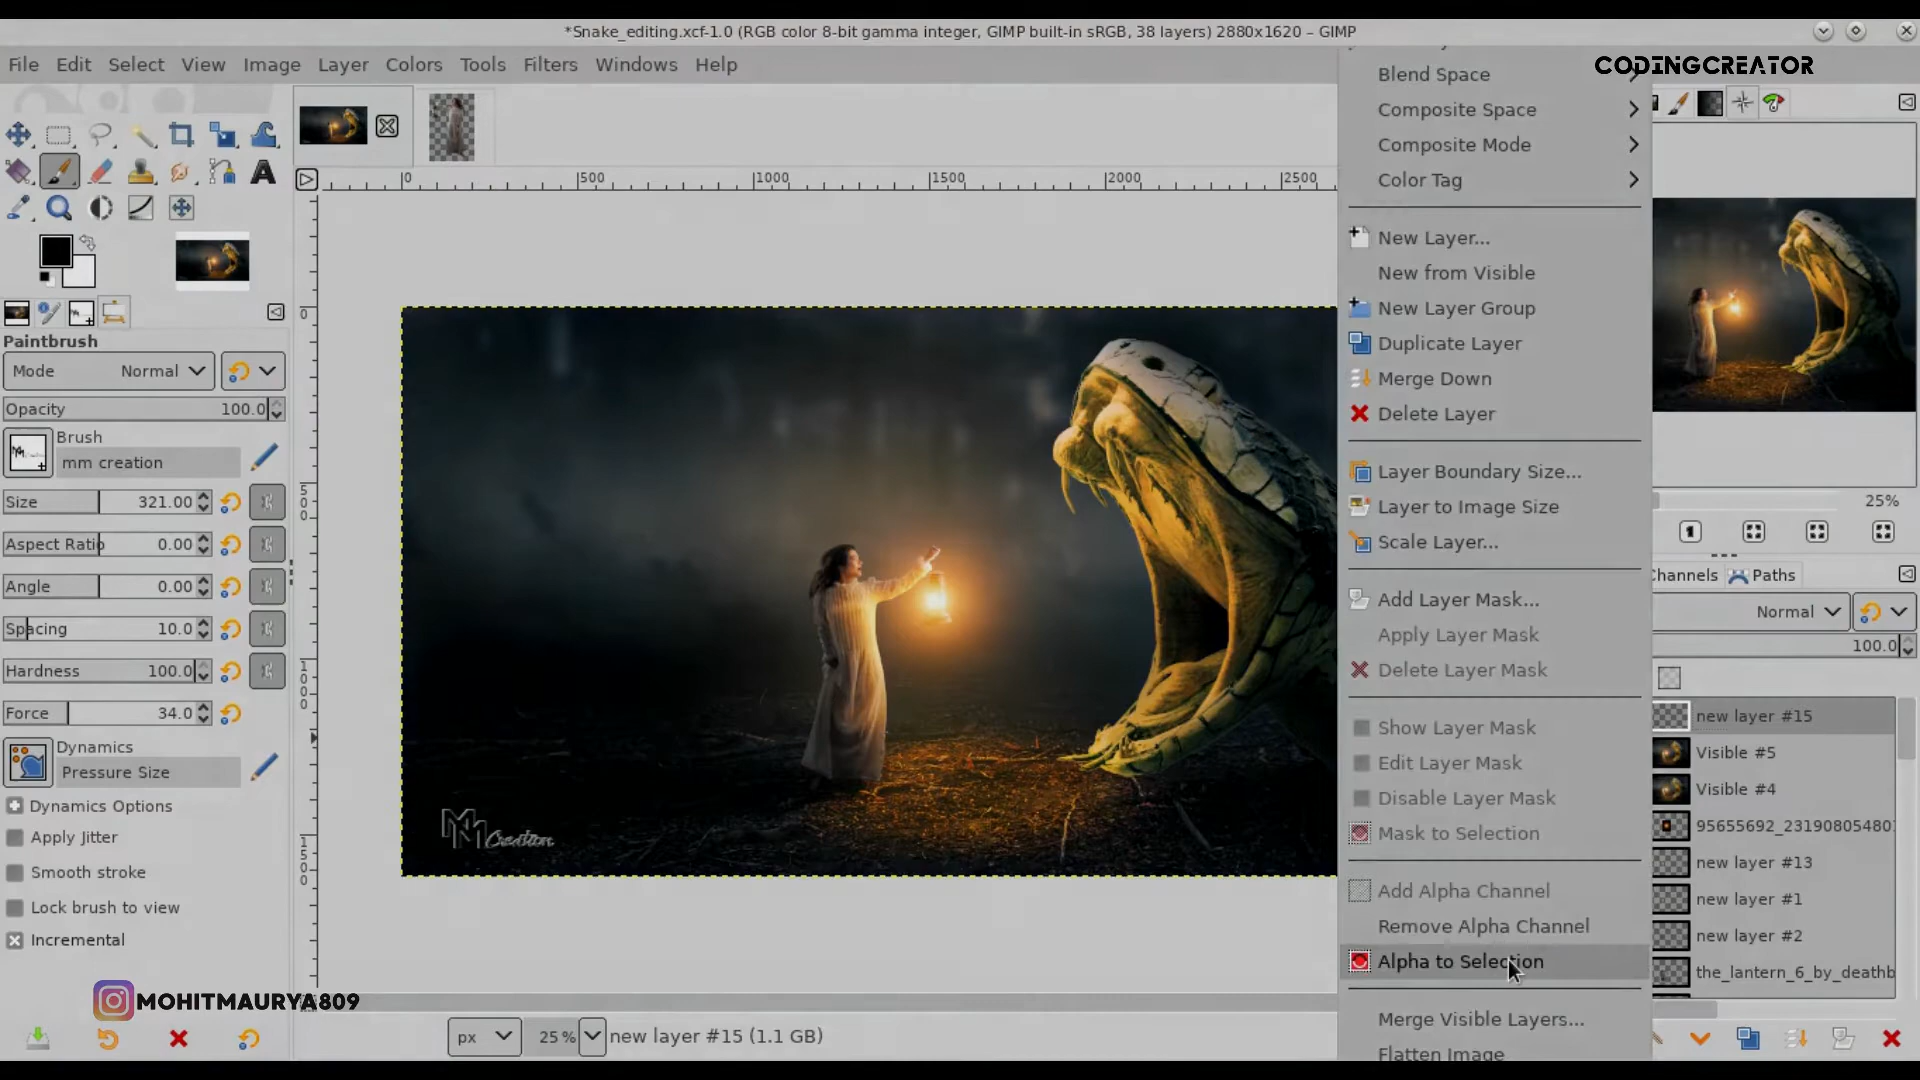 *Snake_editing.xcf-1.0 (RGB color 8-bit gamma integer, GIMP built-in sRGB, 38 layers) 2880x1620 – GIMP
File Edit Select View Image Layer Colors Tools Filters Windows Help
CODINGCREATOR
0 500 1000 1500 2000 2500
Paintbrush
Mode Normal
Opacity 100.0
Brush
mm creation
Size 321.00
Aspect Ratio 0.00
Angle 0.00
Spacing 10.0
Hardness 100.0
Force 34.0
Dynamics
Pressure Size
Dynamics Options
Apply Jitter
Smooth stroke
Lock brush to view
Incremental
MOHITMAURYA809
0
500
1000
1500
MM Creation
px 25 % new layer #15 (1.1 GB)
Blend Space
Composite Space
Composite Mode
Color Tag
New Layer...
New from Visible
New Layer Group
Duplicate Layer
Merge Down
Delete Layer
Layer Boundary Size...
Layer to Image Size
Scale Layer...
Add Layer Mask...
Apply Layer Mask
Delete Layer Mask
Show Layer Mask
Edit Layer Mask
Disable Layer Mask
Mask to Selection
Add Alpha Channel
Remove Alpha Channel
Alpha to Selection
Merge Visible Layers...
Flatten Image
25%
Channels Paths
Normal
100.0
new layer #15
Visible #5
Visible #4
95655692_231908054801
new layer #13
new layer #1
new layer #2
the_lantern_6_by_deathb